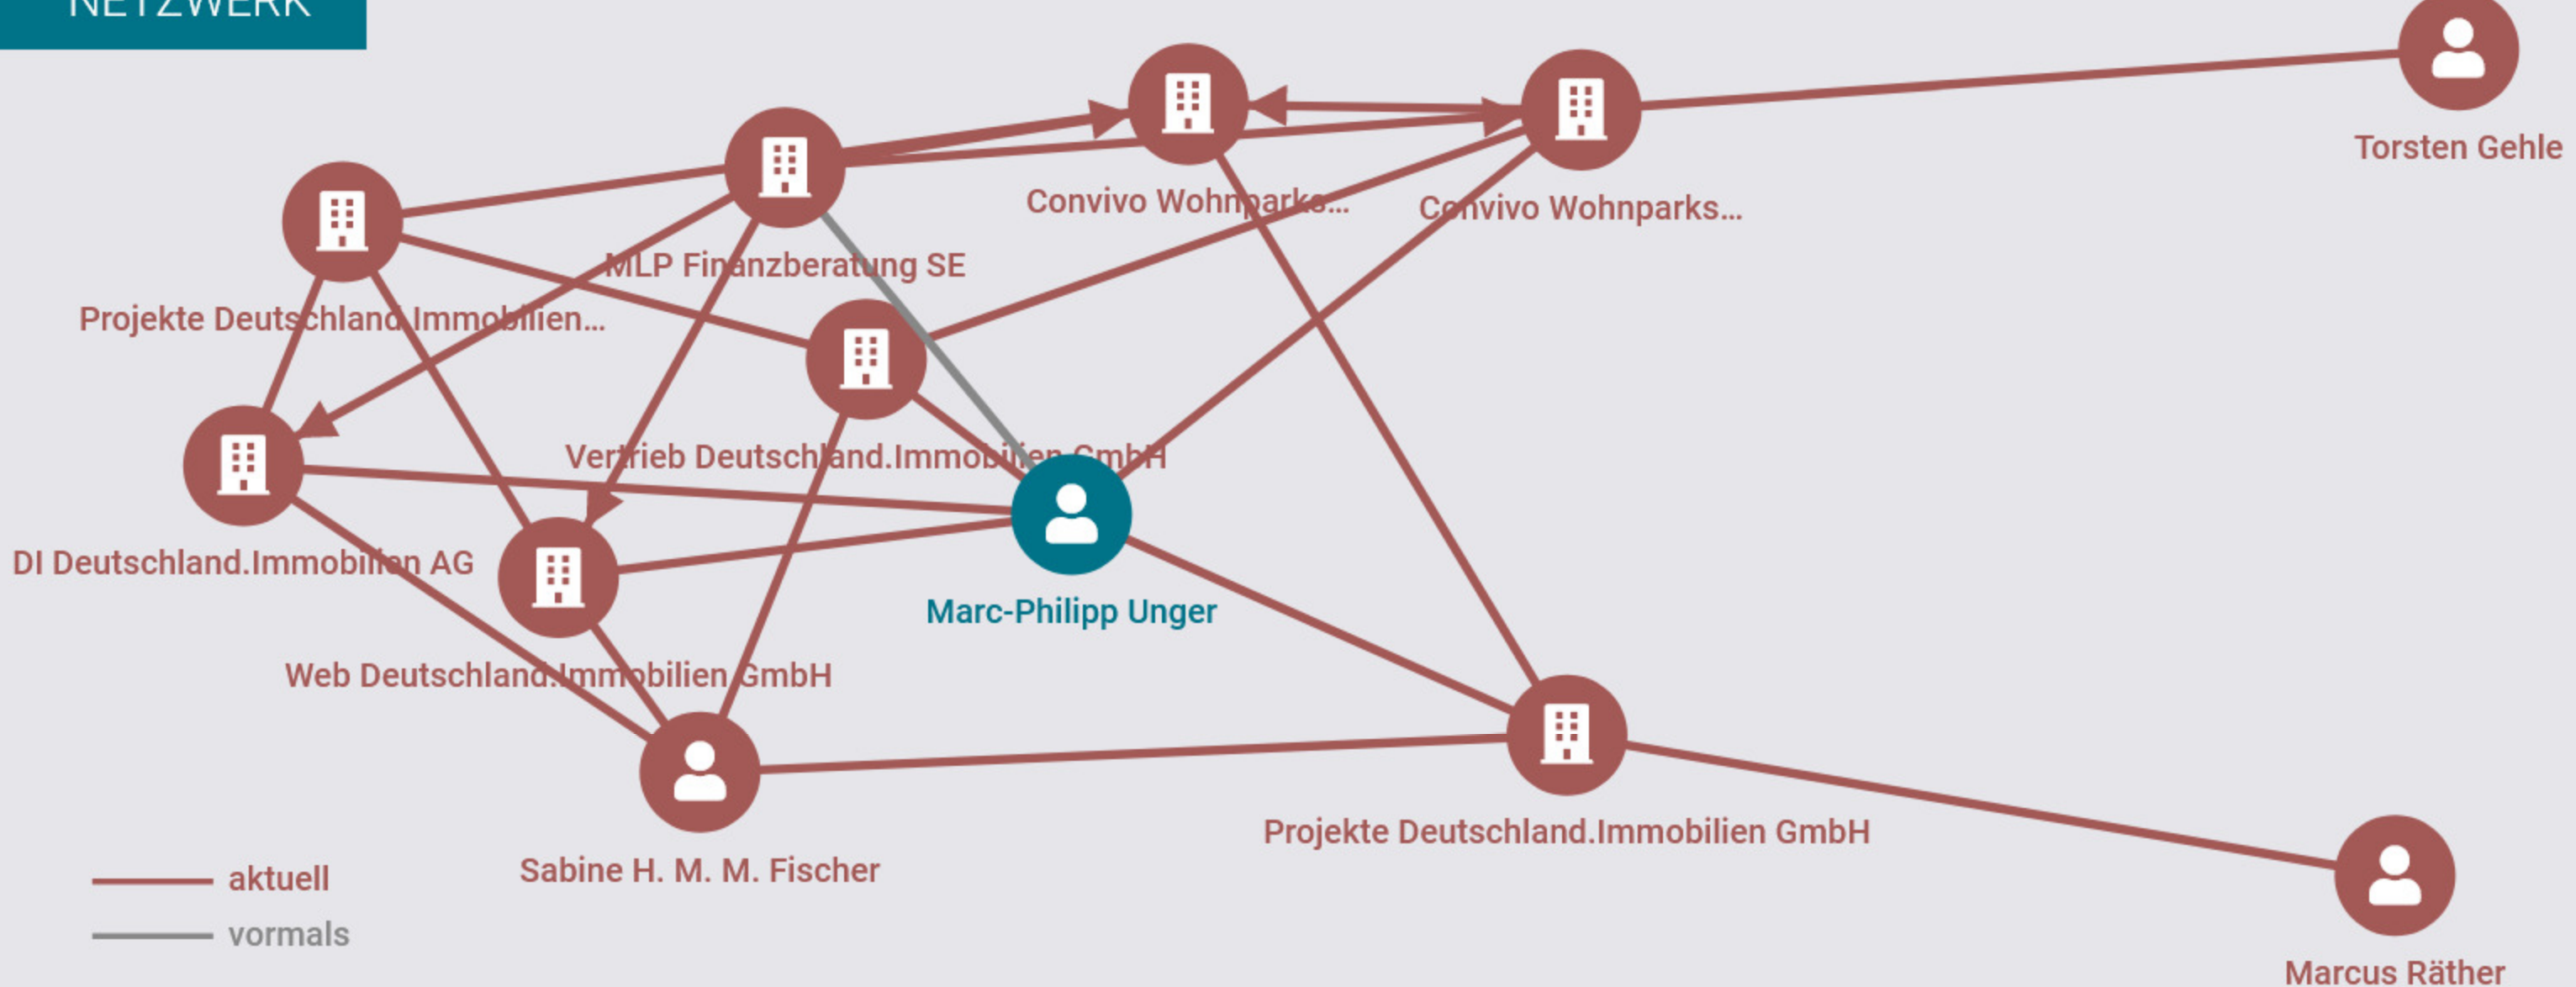 NETZWERK
Torsten Gehle
Convivo Wohnparks...
Convivo Wohnparks...
MLP Finanzberatung SE
Projekte Deutschland.Immobilien...
Vertrieb Deutschland.Immobilien GmbH
DI Deutschland.Immobilien AG
Marc-Philipp Unger
Web Deutschland.Immobilien GmbH
Projekte Deutschland.Immobilien GmbH
Sabine H. M. M. Fischer
aktuell
vormals
Marcus Räther